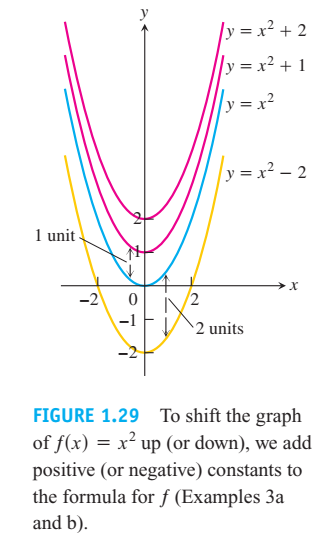 y
y = x² + 2
y = x² + 1
y = x²
y = x² – 2
2
1 unit
1
x
–2 0 2
–1
2 units
–2
FIGURE 1.29 To shift the graph
of f(x) = x² up (or down), we add
positive (or negative) constants to
the formula for f (Examples 3a
and b).